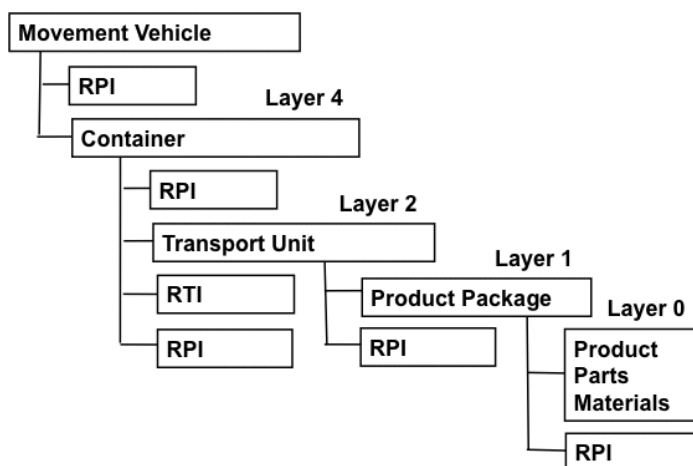 Movement Vehicle
RPI
Layer 4
Container
RPI
Layer 2
Transport Unit
Layer 1
RTI
Product Package
Layer 0
RPI
RPI
Product
Parts
Materials
RPI